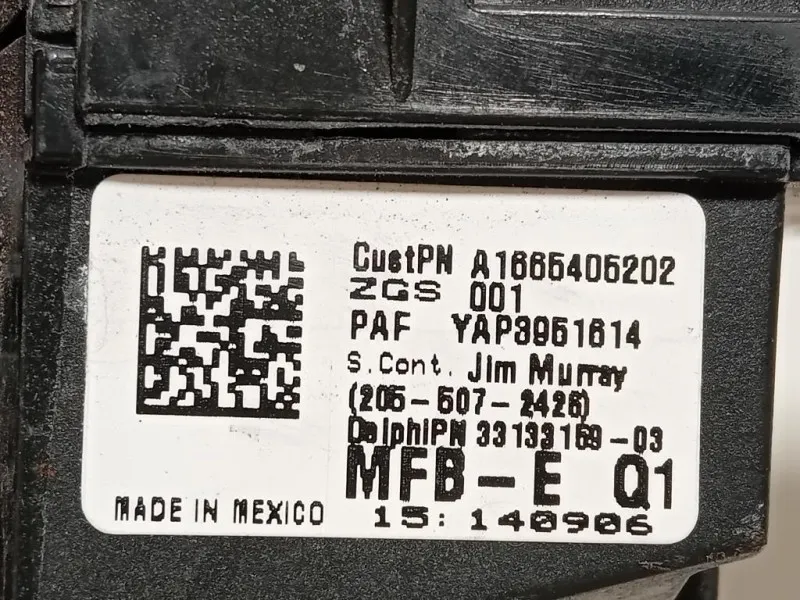 CustPN A1665405202
ZGS 001
PAF YAP3951614
S.Cont. Jim Murray
(205-507-2426)
DelphiPN 33133159-03
MFB-E Q1
MADE IN MEXICO
15:140906